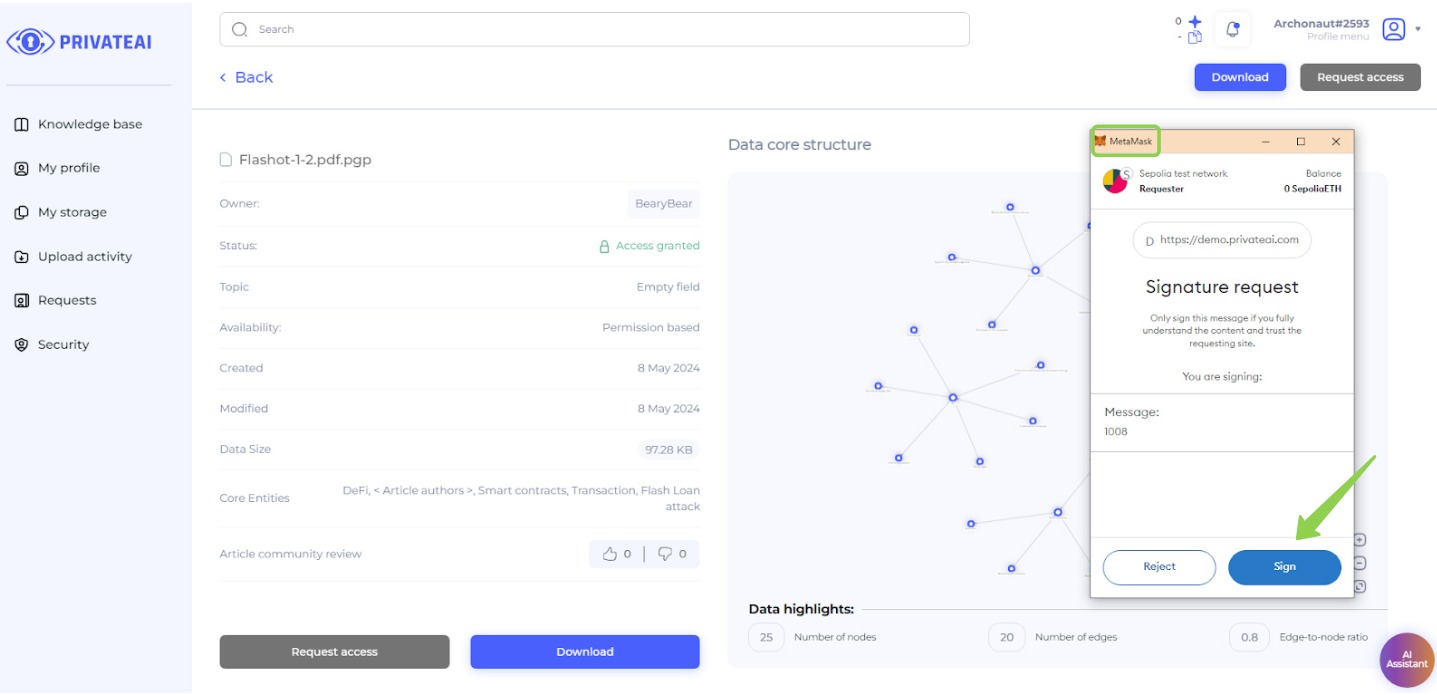 PRIVATEAI
Search
0
-
Archonaut#2593
Profile menu
Back
Download
Request access
Knowledge base
My profile
My storage
Upload activity
Requests
Security
Flashot-1-2.pdf.pgp
Owner:
BearyBear
Status:
Access granted
Topic
Empty field
Availability:
Permission based
Created
8 May 2024
Modified
8 May 2024
Data Size
97.28 KB
Core Entities
DeFi, < Article authors >, Smart contracts, Transaction, Flash Loan
attack
Article community review
0
0
Request access
Download
Data core structure
MetaMask
S
Sepolia test network
Balance
Requester
0 SepoliaETH
D https://demo.privateai.com
Signature request
Only sign this message if you fully
understand the content and trust the
requesting site.
You are signing:
Message:
1008
Reject
Sign
Data highlights:
25 Number of nodes
20 Number of edges
0.8 Edge-to-node ratio
AI
Assistant